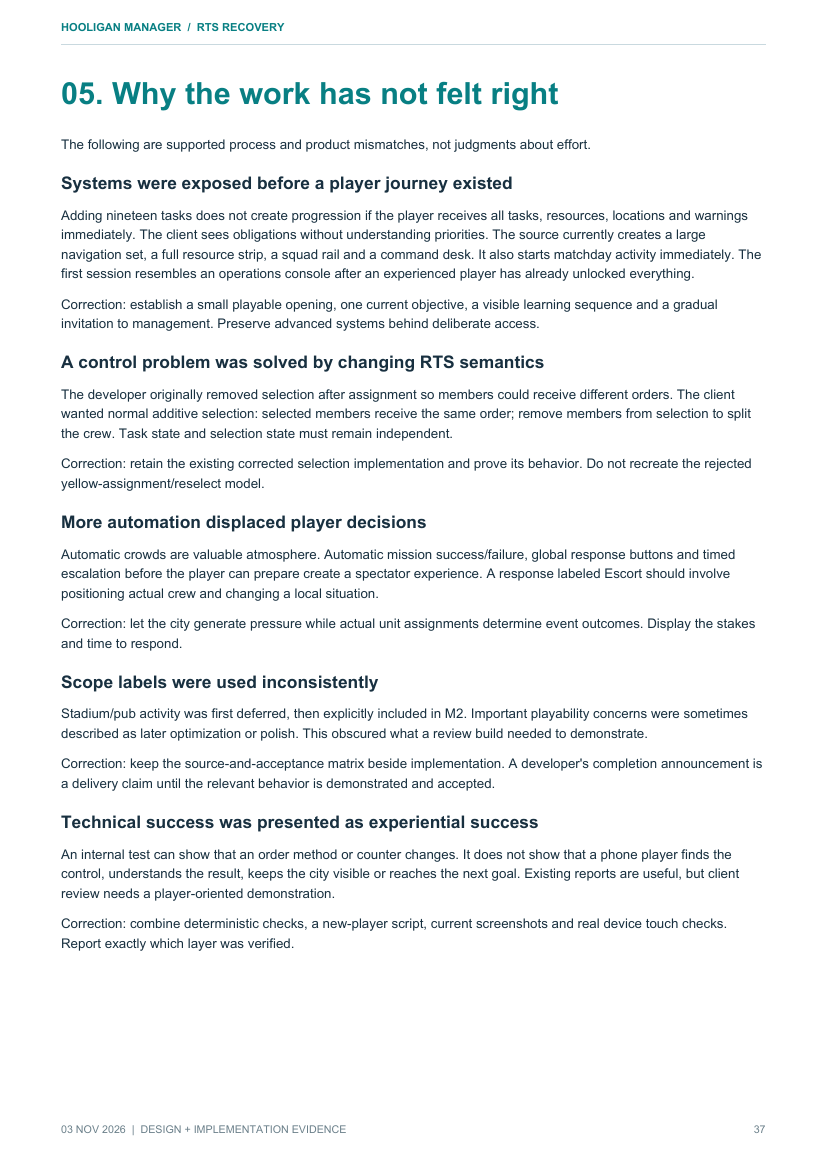 HOOLIGAN MANAGER / RTS RECOVERY
05. Why the work has not felt right
The following are supported process and product mismatches, not judgments about effort.
Systems were exposed before a player journey existed
Adding nineteen tasks does not create progression if the player receives all tasks, resources, locations and warnings
immediately. The client sees obligations without understanding priorities. The source currently creates a large
navigation set, a full resource strip, a squad rail and a command desk. It also starts matchday activity immediately. The
first session resembles an operations console after an experienced player has already unlocked everything.
Correction: establish a small playable opening, one current objective, a visible learning sequence and a gradual
invitation to management. Preserve advanced systems behind deliberate access.
A control problem was solved by changing RTS semantics
The developer originally removed selection after assignment so members could receive different orders. The client
wanted normal additive selection: selected members receive the same order; remove members from selection to split
the crew. Task state and selection state must remain independent.
Correction: retain the existing corrected selection implementation and prove its behavior. Do not recreate the rejected
yellow-assignment/reselect model.
More automation displaced player decisions
Automatic crowds are valuable atmosphere. Automatic mission success/failure, global response buttons and timed
escalation before the player can prepare create a spectator experience. A response labeled Escort should involve
positioning actual crew and changing a local situation.
Correction: let the city generate pressure while actual unit assignments determine event outcomes. Display the stakes
and time to respond.
Scope labels were used inconsistently
Stadium/pub activity was first deferred, then explicitly included in M2. Important playability concerns were sometimes
described as later optimization or polish. This obscured what a review build needed to demonstrate.
Correction: keep the source-and-acceptance matrix beside implementation. A developer's completion announcement is
a delivery claim until the relevant behavior is demonstrated and accepted.
Technical success was presented as experiential success
An internal test can show that an order method or counter changes. It does not show that a phone player finds the
control, understands the result, keeps the city visible or reaches the next goal. Existing reports are useful, but client
review needs a player-oriented demonstration.
Correction: combine deterministic checks, a new-player script, current screenshots and real device touch checks.
Report exactly which layer was verified.
03 NOV 2026 | DESIGN + IMPLEMENTATION EVIDENCE
37